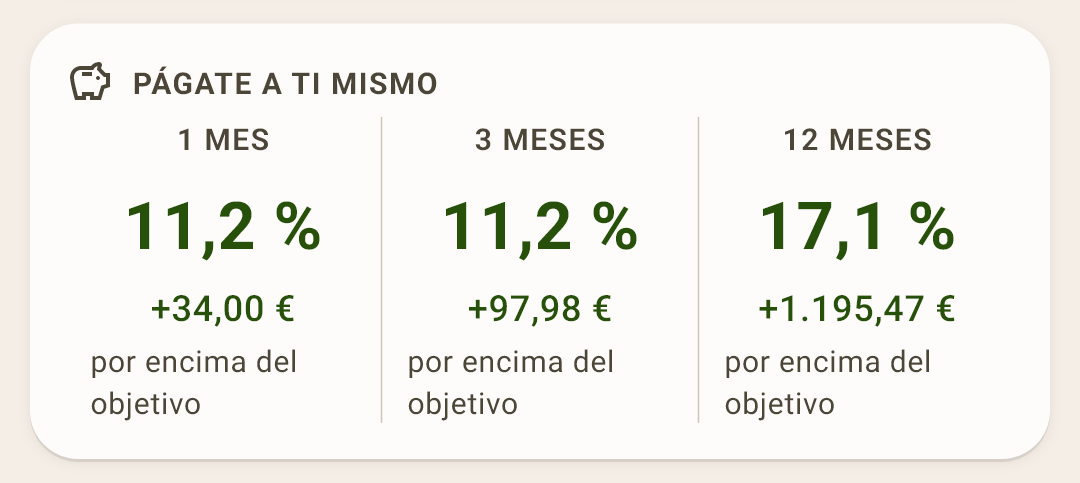 PÁGATE A TI MISMO
1 MES
11,2 %
+34,00 €
por encima del
objetivo
3 MESES
11,2 %
+97,98 €
por encima del
objetivo
12 MESES
17,1 %
+1.195,47 €
por encima del
objetivo